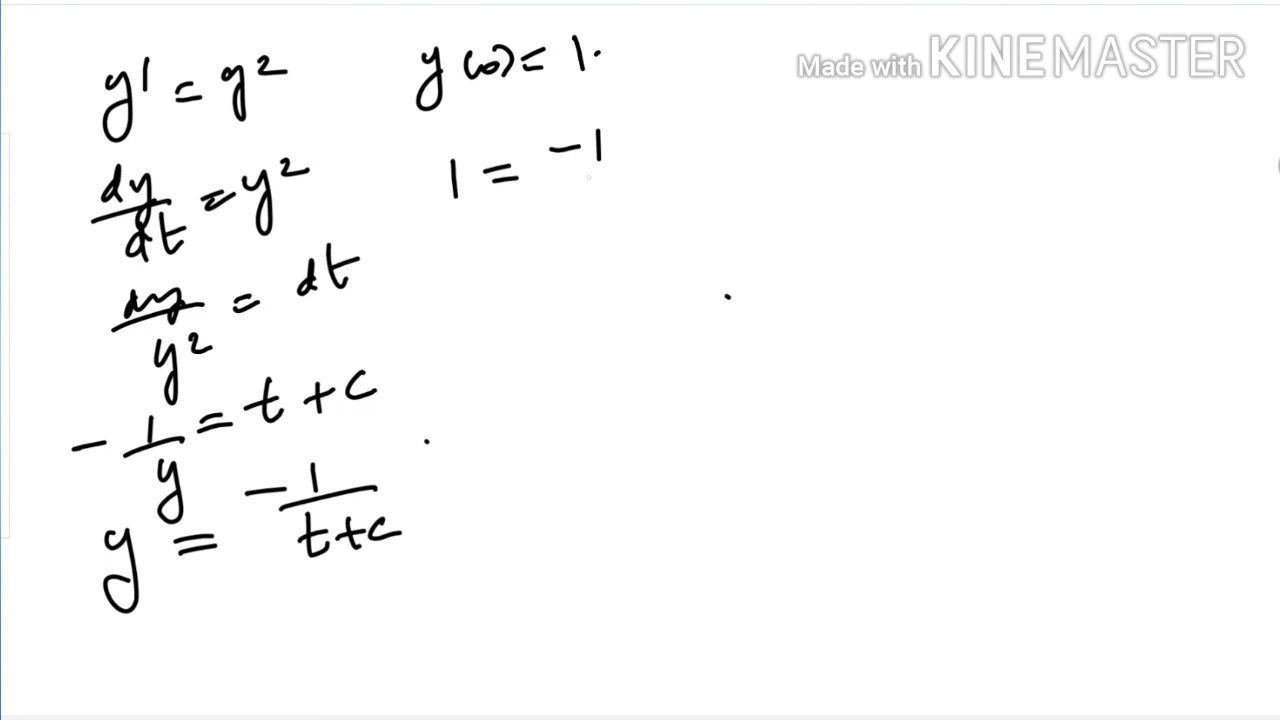 y' = y²
dy/dt = y²
dy/y² = dt
- 1/y = t + c
y = - 1/t+c
y(0) = 1.
1 = -1
Made with KINEMASTER